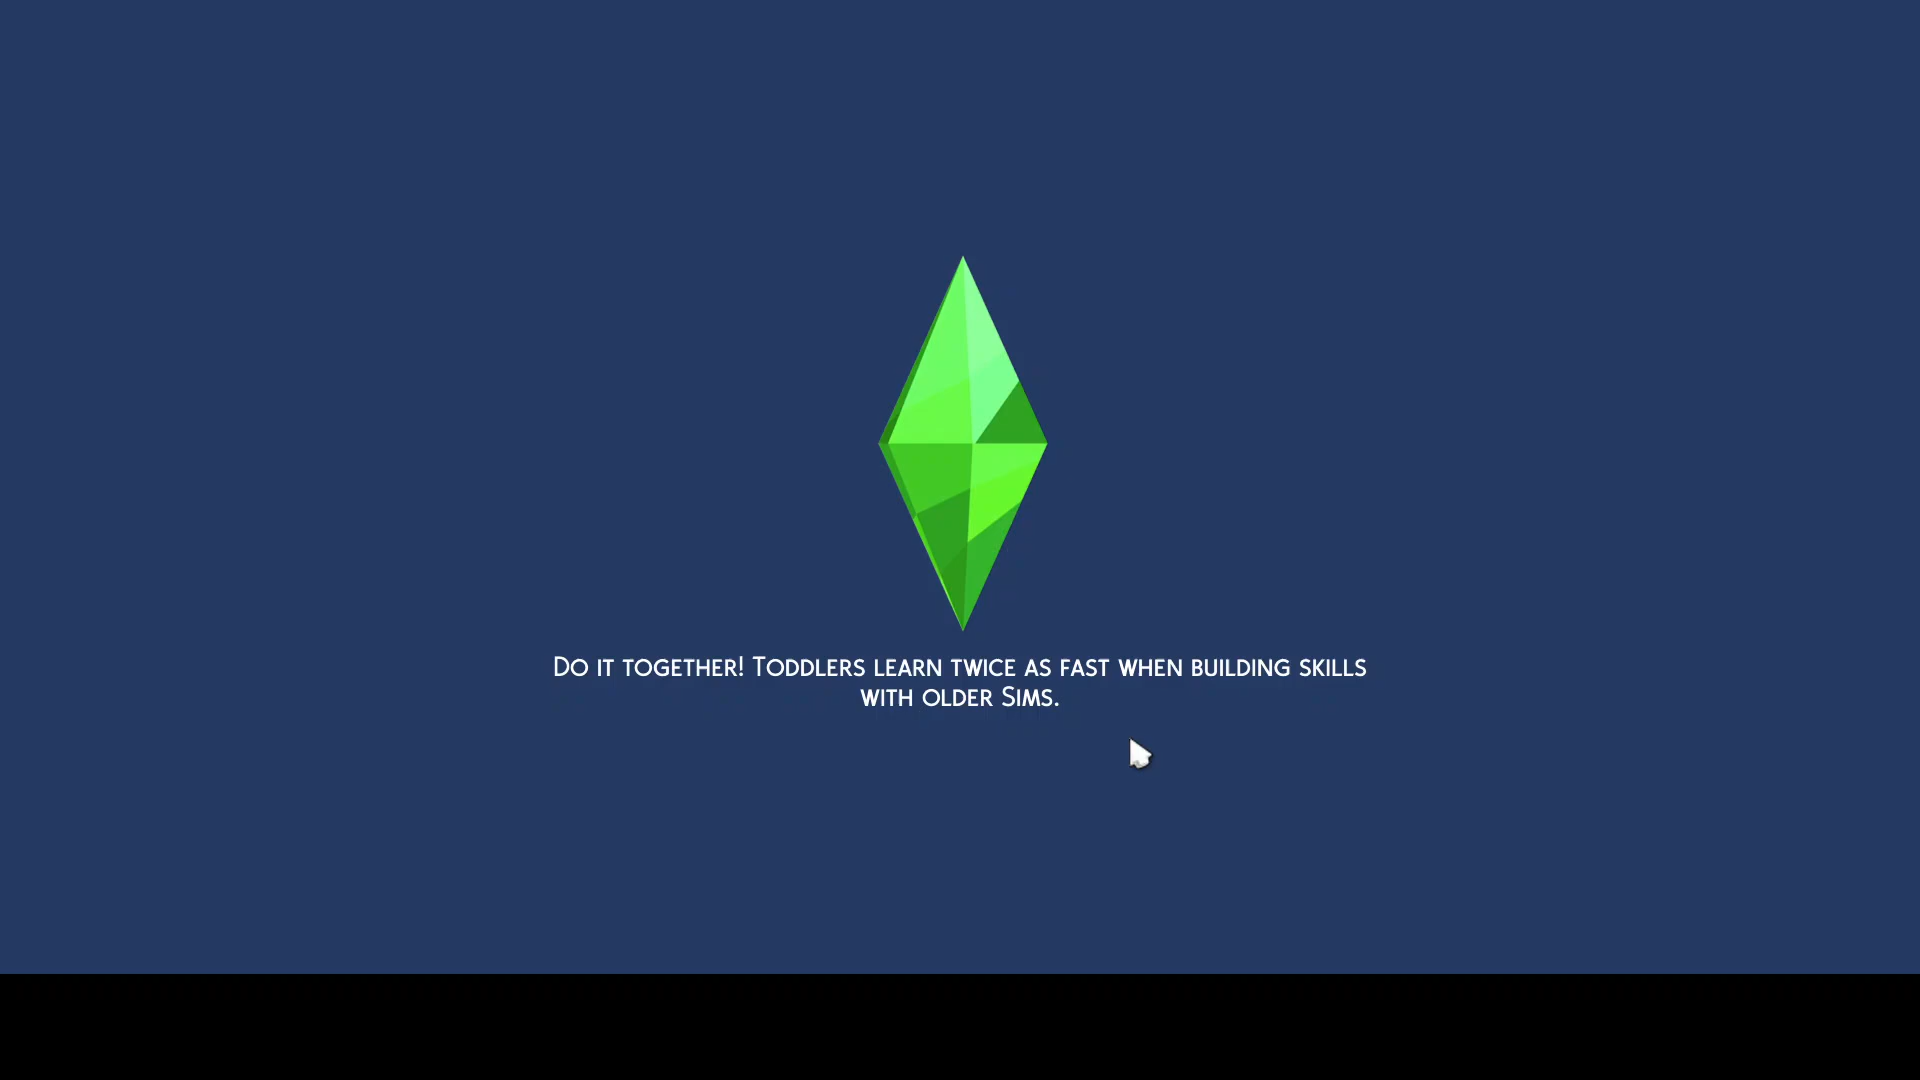 Do it together! Toddlers learn twice as fast when building skills
with older Sims.